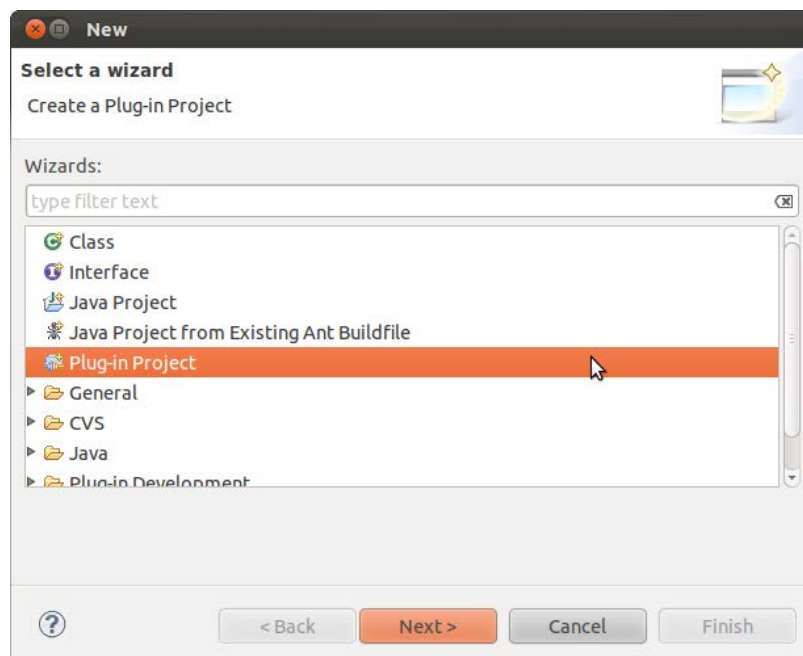 New
Select a wizard
Create a Plug-in Project
Wizards:
type filter text
Class
Interface
Java Project
Java Project from Existing Ant Buildfile
Plug-in Project
General
CVS
Java
Plug-in Development
< Back Next > Cancel Finish